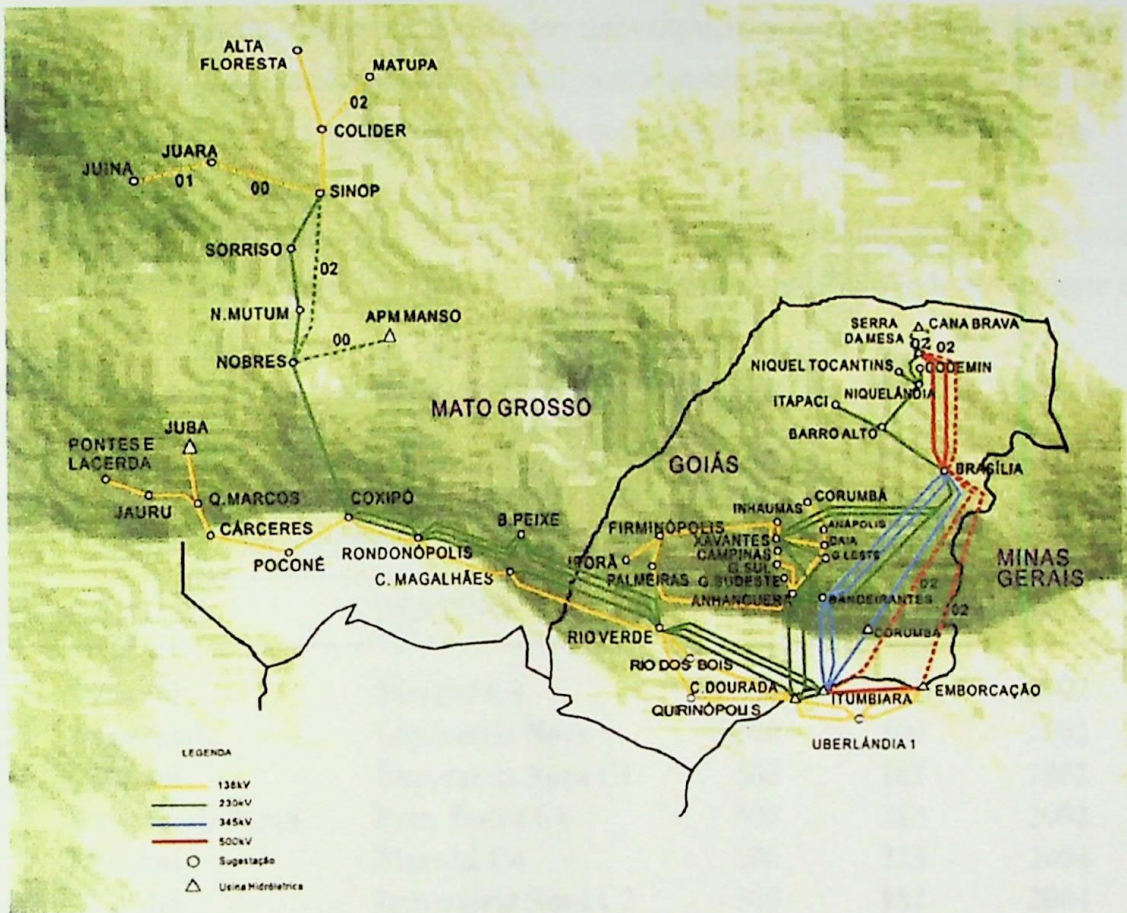 ALTA
FLORESTA
MATUPA
02
COLIDER
JUARA
JUINA
01
00
SINOP
SORRISO
02
N.MUTUM
APM MANSO
00
NOBRES
SERRA
DA MESA
CANA BRAVA
02
02
NIQUEL TOCANTINS
CODEMIN
NIQUELÂNDIA
ITAPACI
BARRO ALTO
MATO GROSSO
GOIÁS
BRASÍLIA
JUBA
PONTES E
LACERDA
JAURU
Q.MARCOS
CÁRCERES
COXIPÓ
POCONÉ
RONDONÓPOLIS
B.PEIXE
C. MAGALHÃES
CORUMBÁ
INHAUMAS
FIRMINÓPOLIS
ANÁPOLIS
XAVANTES
DAIA
CAMPINAS
G.LESTE
IPORÃ
G.SUL
PALMEIRAS
G.SUDESTE
MINAS
GERAIS
ANHANGUERA
BANDEIRANTES
02
02
RIO VERDE
CORUMBÁ
RIO DOS BOIS
C.DOURADA
ITUMBIARA
EMBORCAÇÃO
QUIRINÓPOLIS
UBERLÂNDIA 1
LEGENDA
138kV
230kV
345kV
500kV
Sugestação
Usina Hidrólétrica